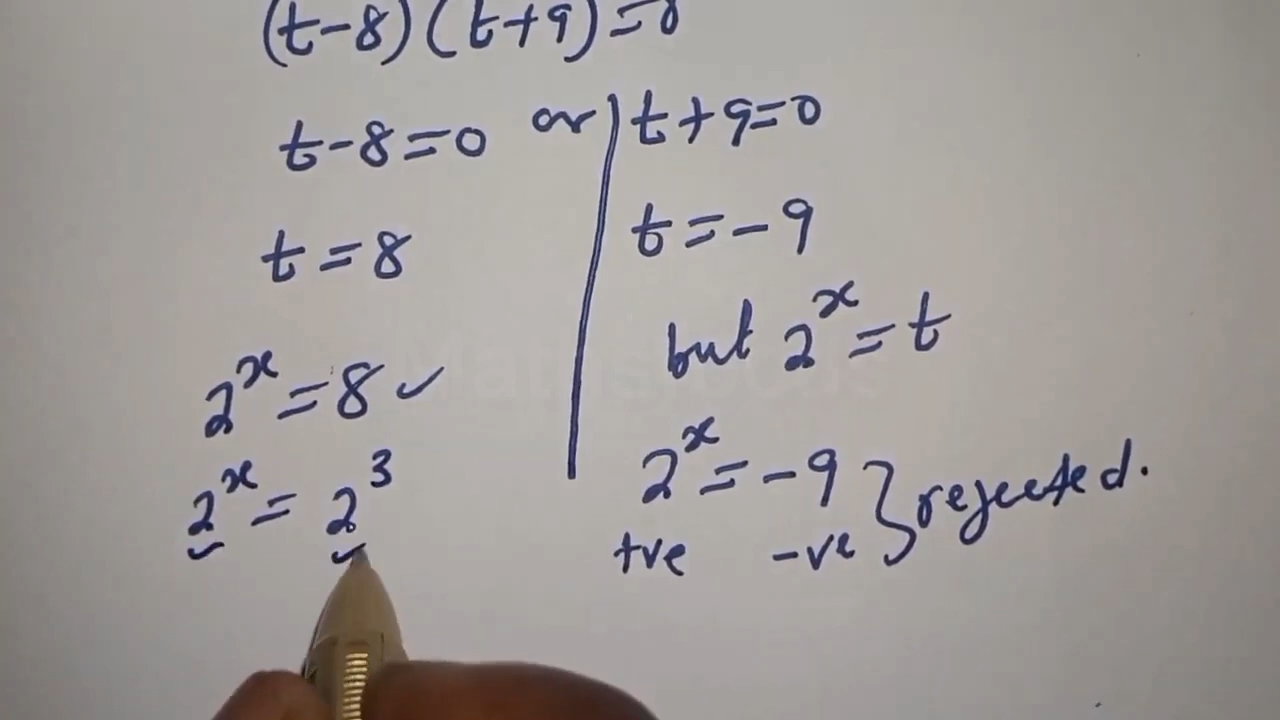 (t-8)(t+9)=0
t-8=0 or t+9=0
t=8
t=-9
but 2^x=t
2^x=8 ✓
2^x=2^3
2^x=-9 } rejected.
+ve -ve